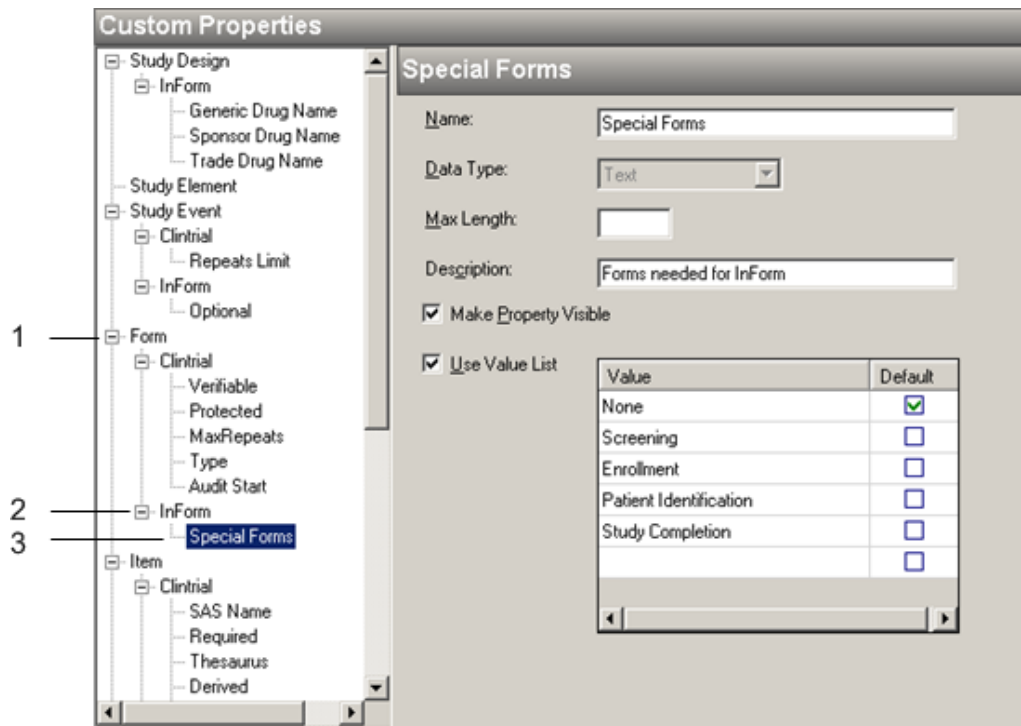 Custom Properties
Study Design
InForm
Generic Drug Name
Sponsor Drug Name
Trade Drug Name
Study Element
Study Event
Clintrial
Repeats Limit
InForm
Optional
1
Form
Clintrial
Verifiable
Protected
MaxRepeats
Type
Audit Start
2
InForm
3
Special Forms
Item
Clintrial
SAS Name
Required
Thesaurus
Derived
Special Forms
Name: Special Forms
Data Type: Text
Max Length:
Description: Forms needed for InForm
Make Property Visible
Use Value List
Value Default
None
Screening
Enrollment
Patient Identification
Study Completion